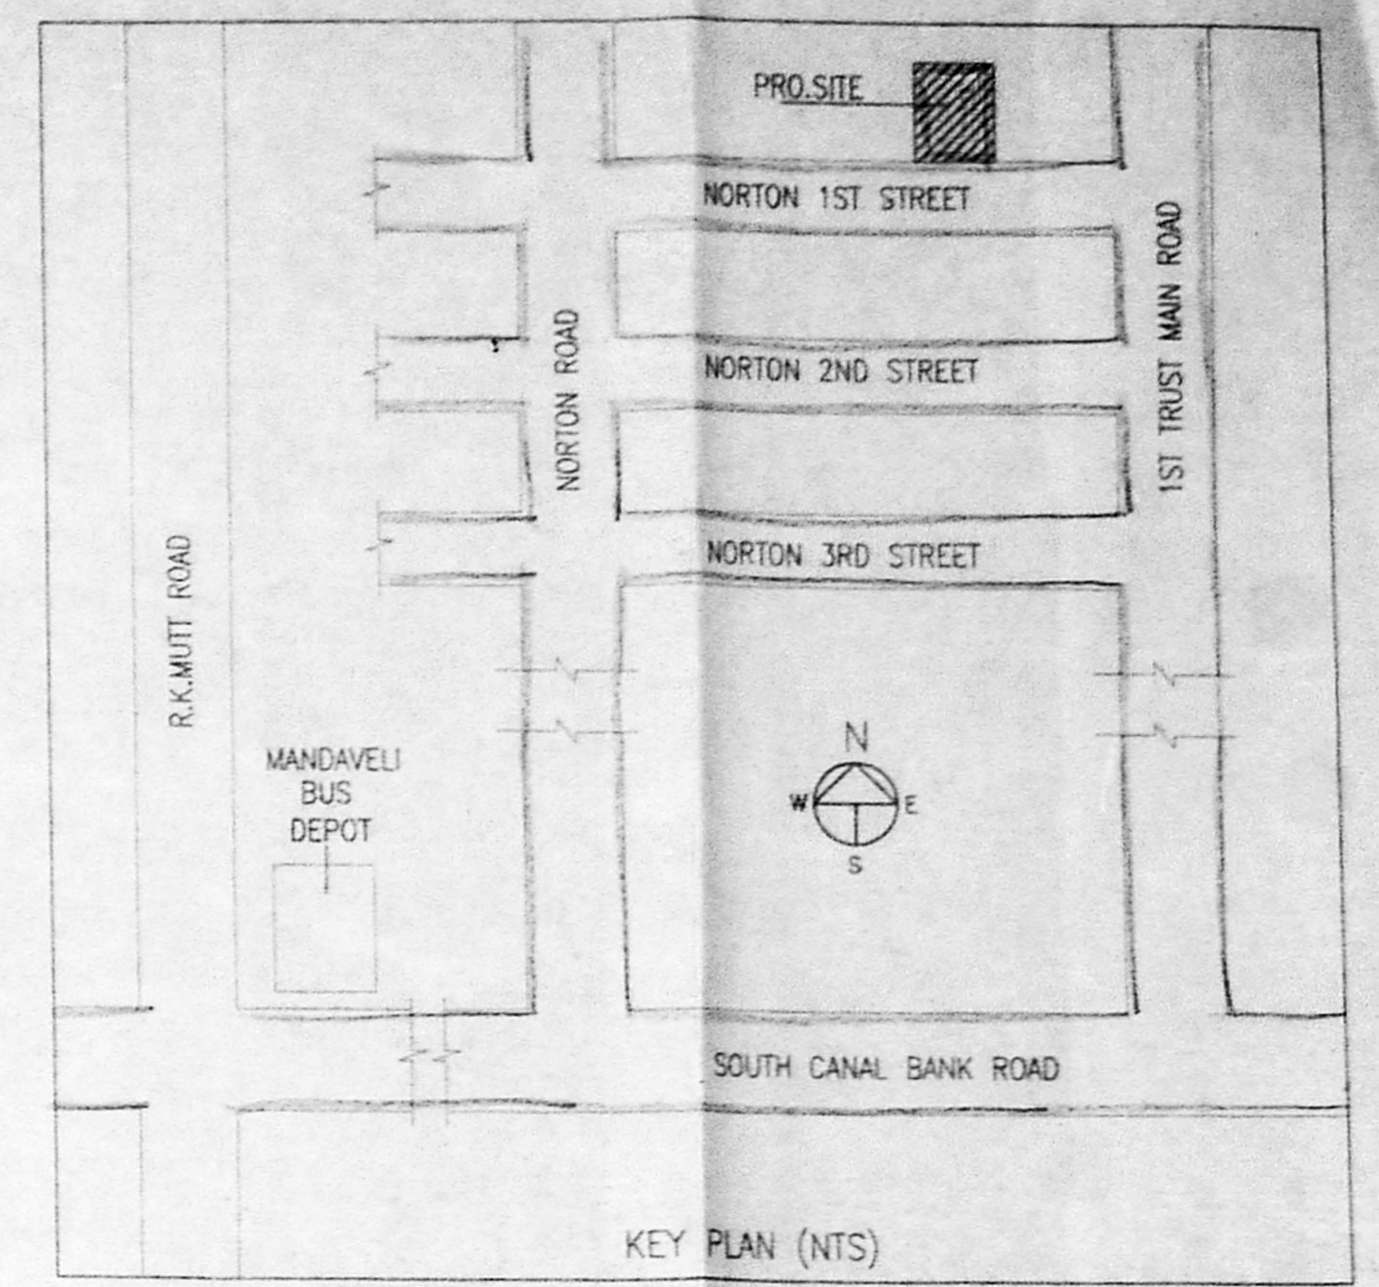 PRO.SITE
NORTON 1ST STREET
1ST TRUST MAIN ROAD
NORTON ROAD
NORTON 2ND STREET
NORTON 3RD STREET
R.K.MUTT ROAD
MANDAVELI
BUS
DEPOT
N
W
E
S
SOUTH CANAL BANK ROAD
KEY PLAN (NTS)